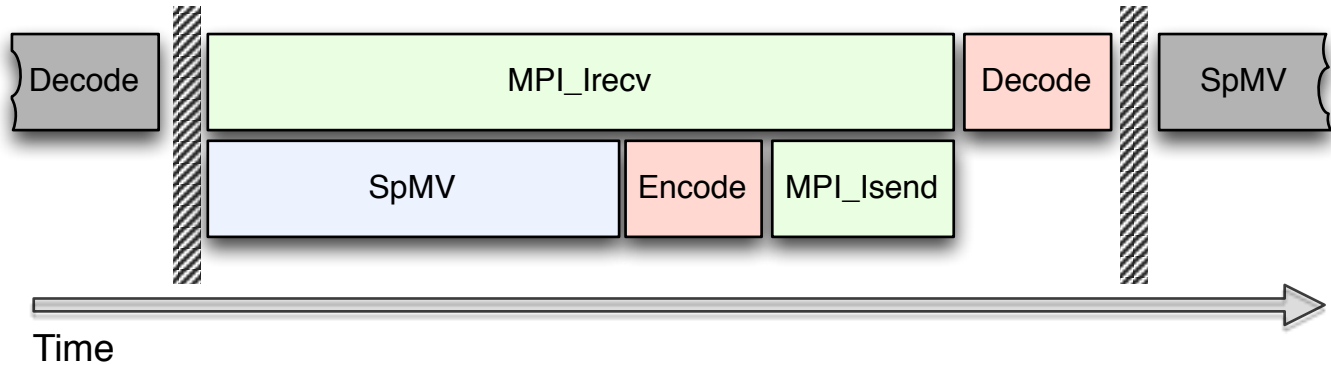 Decode
MPI_Irecv
Decode
SpMV
SpMV
Encode
MPI_Isend
Time